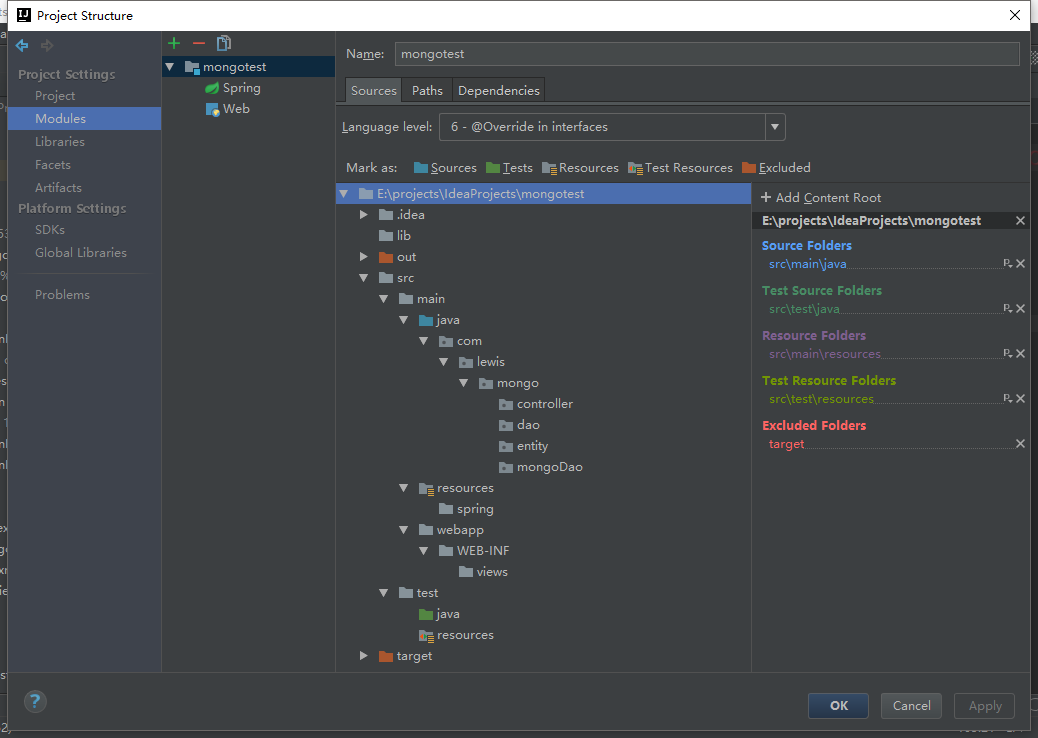 Project Structure
Project Settings
Project
Modules
Libraries
Facets
Artifacts
Platform Settings
SDKs
Global Libraries
Problems
mongotest
Spring
Web
Name: mongotest
Sources Paths Dependencies
Language level: 6 - @Override in interfaces
Mark as: Sources Tests Resources Test Resources Excluded
E:\projects\IdeaProjects\mongotest
.idea
lib
out
src
main
java
com
lewis
mongo
controller
dao
entity
mongoDao
resources
spring
webapp
WEB-INF
views
test
java
resources
target
+ Add Content Root
E:\projects\IdeaProjects\mongotest
Source Folders
src\main\java
Test Source Folders
src\test\java
Resource Folders
src\main\resources
Test Resource Folders
src\test\resources
Excluded Folders
target
?
OK Cancel Apply